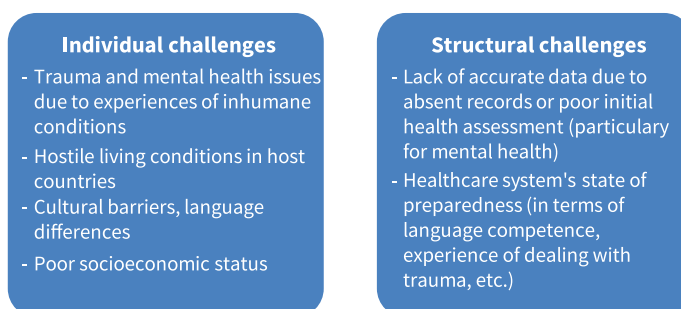 Individual challenges
- Trauma and mental health issues
due to experiences of inhumane
conditions
- Hostile living conditions in host
countries
- Cultural barriers, language
differences
- Poor socioeconomic status
Structural challenges
- Lack of accurate data due to
absent records or poor initial
health assessment (particulary
for mental health)
- Healthcare system's state of
preparedness (in terms of
language competence,
experience of dealing with
trauma, etc.)